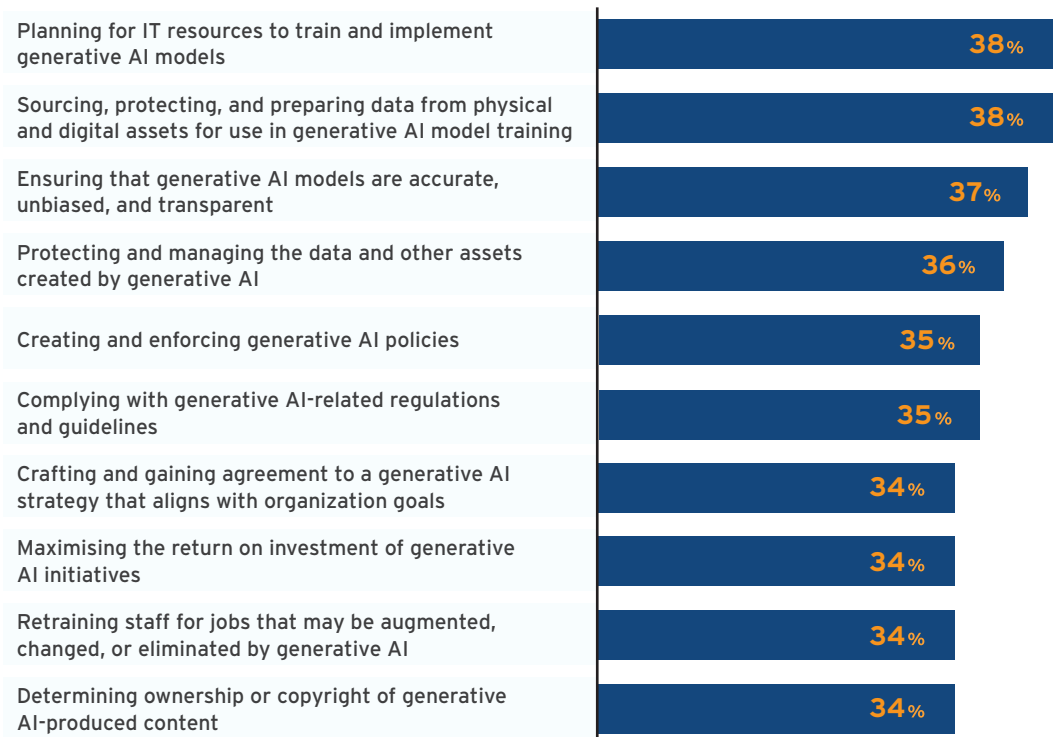 Planning for IT resources to train and implement
generative AI models
38%
Sourcing, protecting, and preparing data from physical
and digital assets for use in generative AI model training
38%
Ensuring that generative AI models are accurate,
unbiased, and transparent
37%
Protecting and managing the data and other assets
created by generative AI
36%
Creating and enforcing generative AI policies
35%
Complying with generative AI-related regulations
and guidelines
35%
Crafting and gaining agreement to a generative AI
strategy that aligns with organization goals
34%
Maximising the return on investment of generative
AI initiatives
34%
Retraining staff for jobs that may be augmented,
changed, or eliminated by generative AI
34%
Determining ownership or copyright of generative
AI-produced content
34%